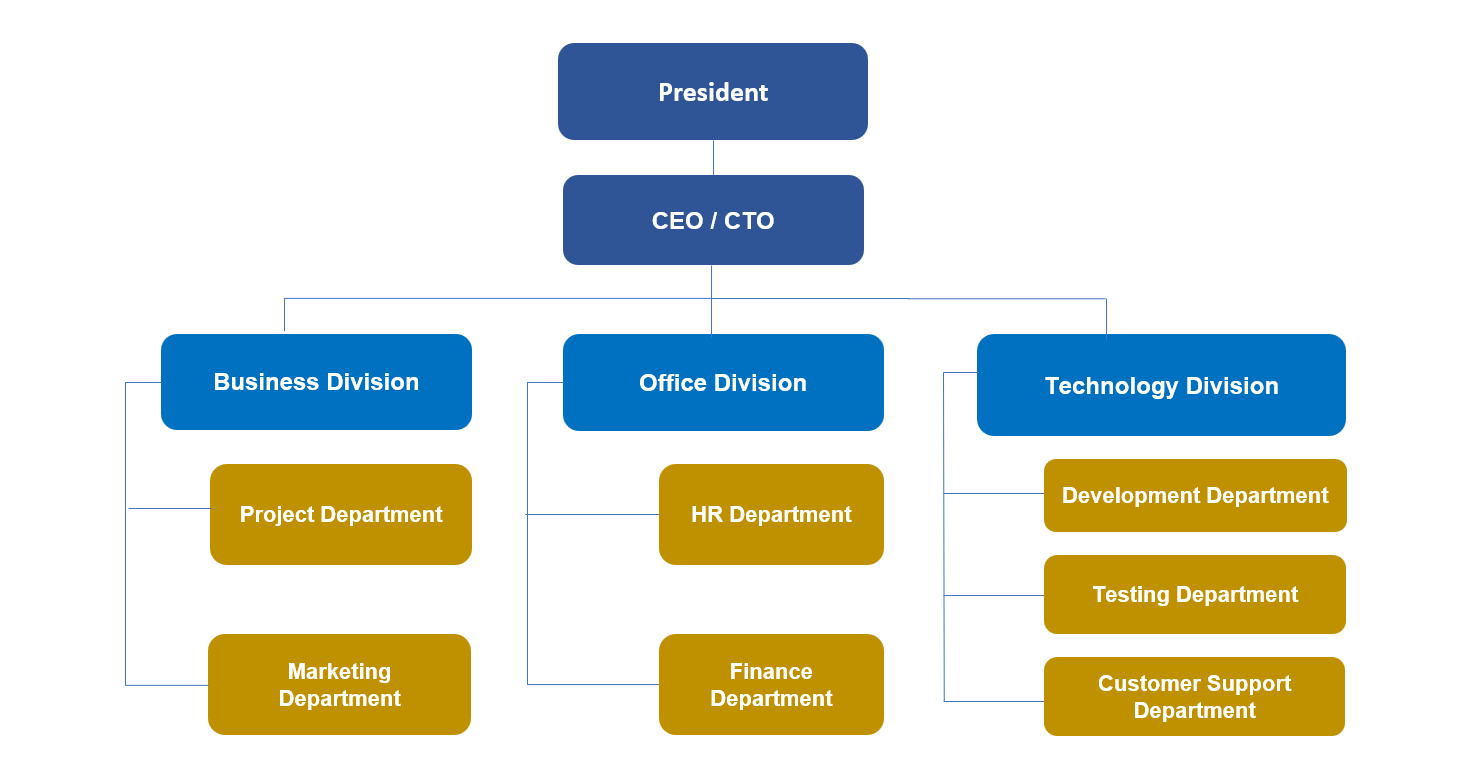 President
CEO / CTO
Business Division
Office Division
Technology Division
Project Department
HR Department
Development Department
Testing Department
Marketing
Department
Finance
Department
Customer Support
Department